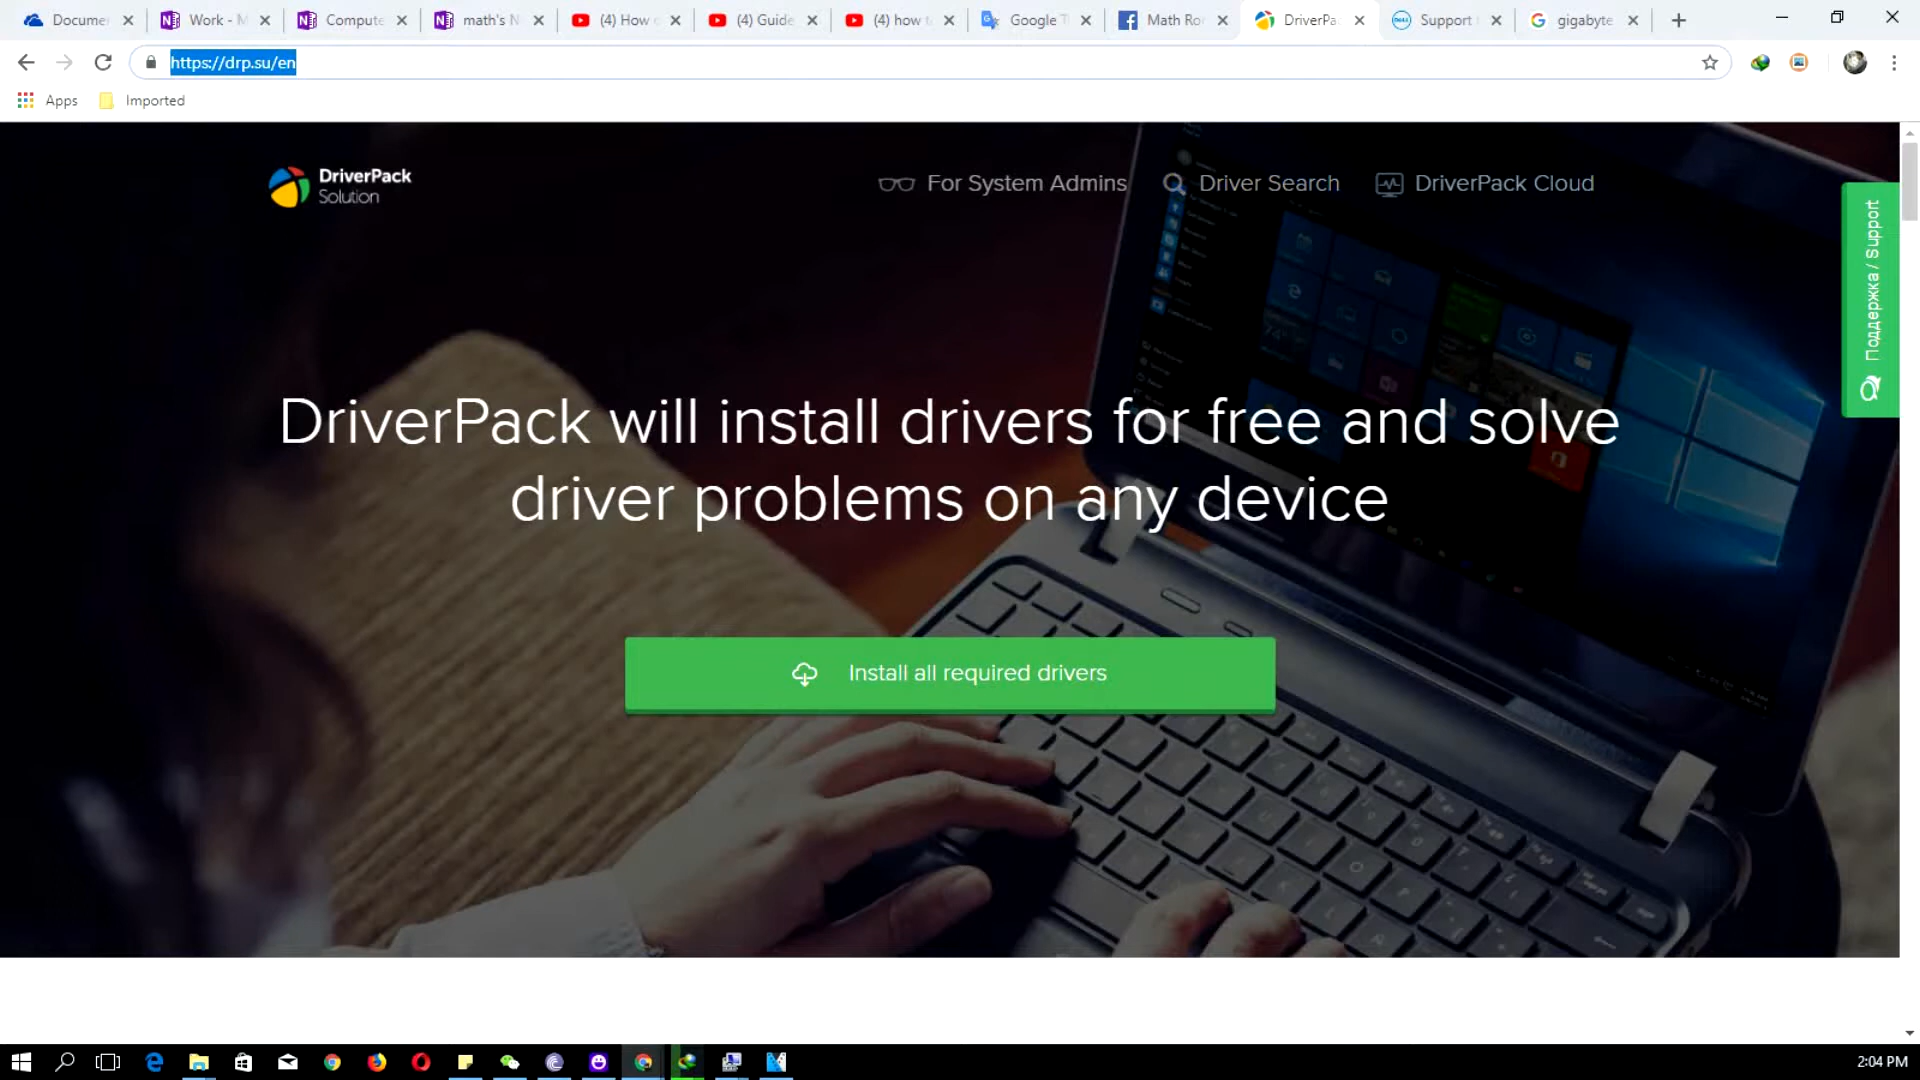 Documen
Work - M
Compute
math's N
(4) How
(4) Guide
(4) how t
Google T
Math Ro
DriverPa
Support
gigabyte
https://drp.su/en
Apps
Imported
DriverPack
Solution
For System Admins
Driver Search
DriverPack Cloud
Поддержка / Support
DriverPack will install drivers for free and solve
driver problems on any device
Install all required drivers
2:04 PM